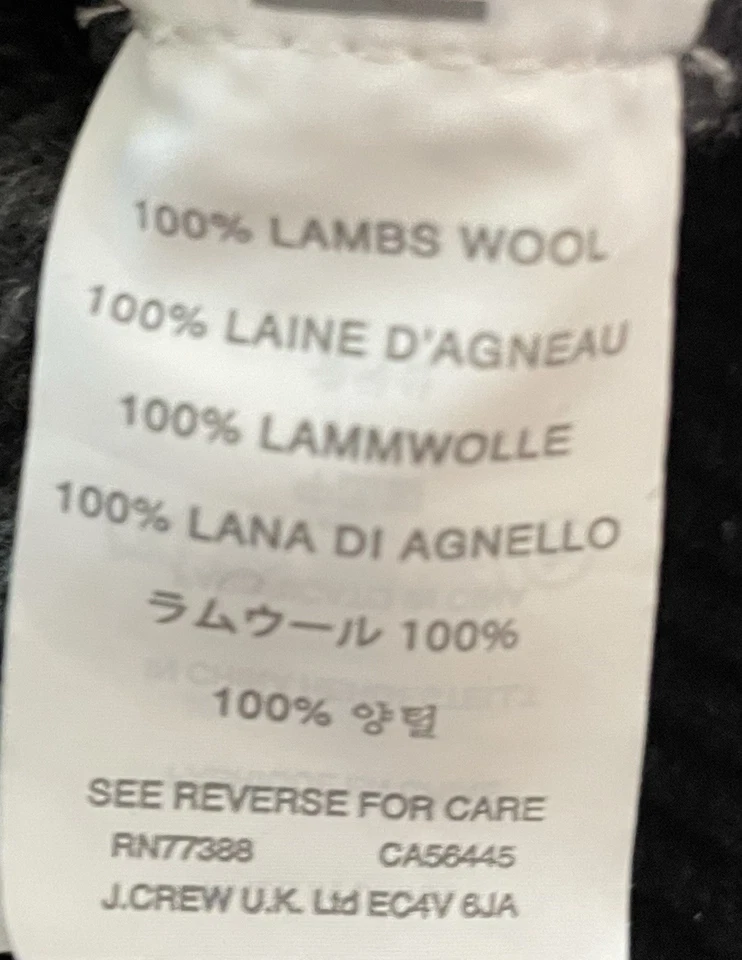 100% LAMBS WOOL
100% LAINE D'AGNEAU
100% LAMMWOLLE
100% LANA DI AGNELLO
ラムウール 100%
100% 양털
SEE REVERSE FOR CARE
RN77388 CA56445
J.CREW U.K. Ltd EC4V 6JA